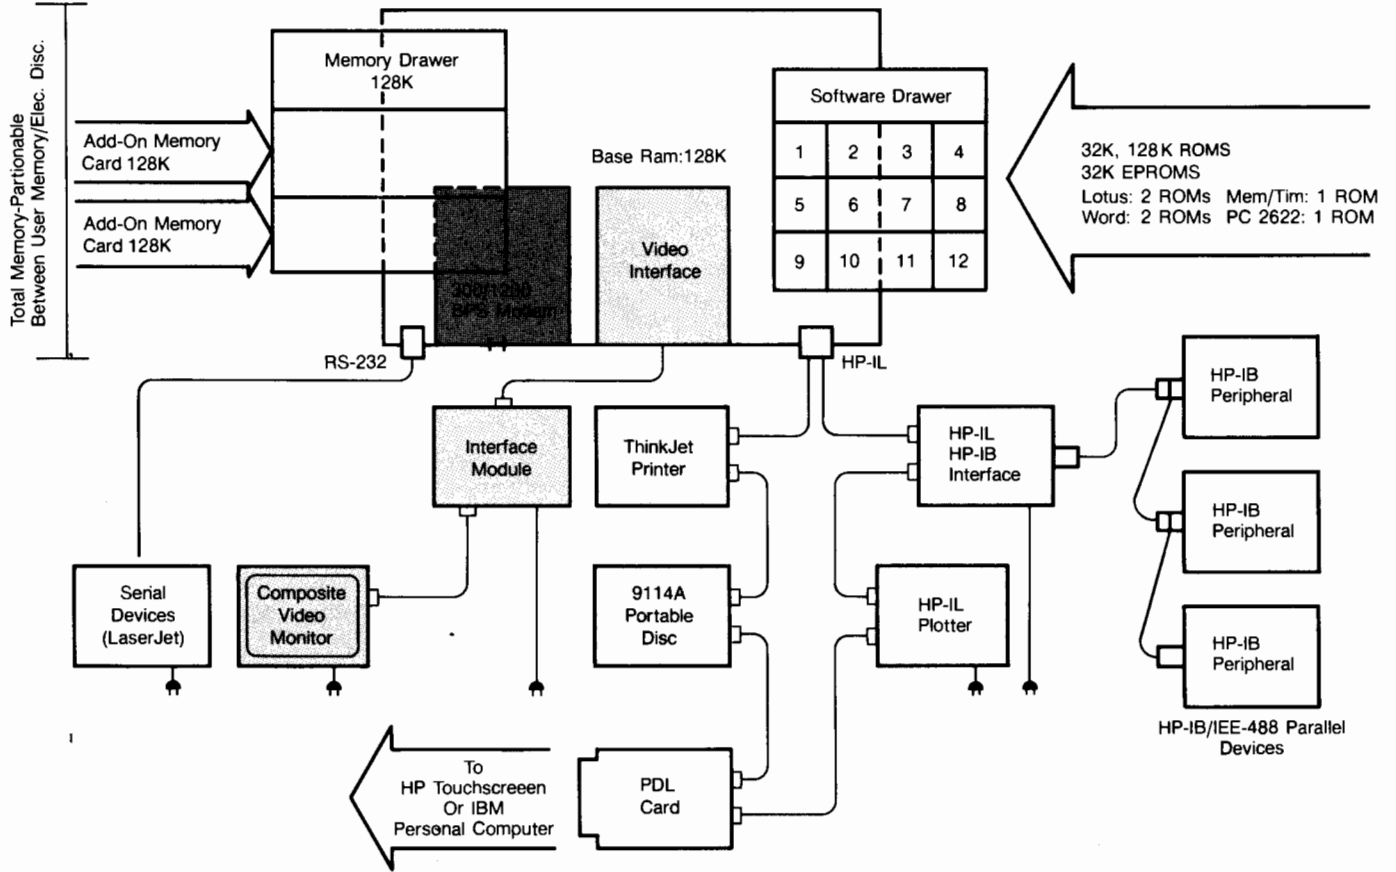 Total Memory-Partionable
Between User Memory/Elec. Disc.
Memory Drawer
128K
Add-On Memory
Card 128K
Add-On Memory
Card 128K
Base Ram:128K
300/1200
BPS Modem
Video
Interface
Software Drawer
1 2 3 4
5 6 7 8
9 10 11 12
32K, 128K ROMS
32K EPROMS
Lotus: 2 ROMs Mem/Tim: 1 ROM
Word: 2 ROMs PC 2622: 1 ROM
RS-232
HP-IL
Interface
Module
ThinkJet
Printer
HP-IL
HP-IB
Interface
HP-IB
Peripheral
HP-IB
Peripheral
HP-IB
Peripheral
HP-IB/IEE-488 Parallel
Devices
Serial
Devices
(LaserJet)
Composite
Video
Monitor
9114A
Portable
Disc
HP-IL
Plotter
To
HP Touchscreeen
Or IBM
Personal Computer
PDL
Card